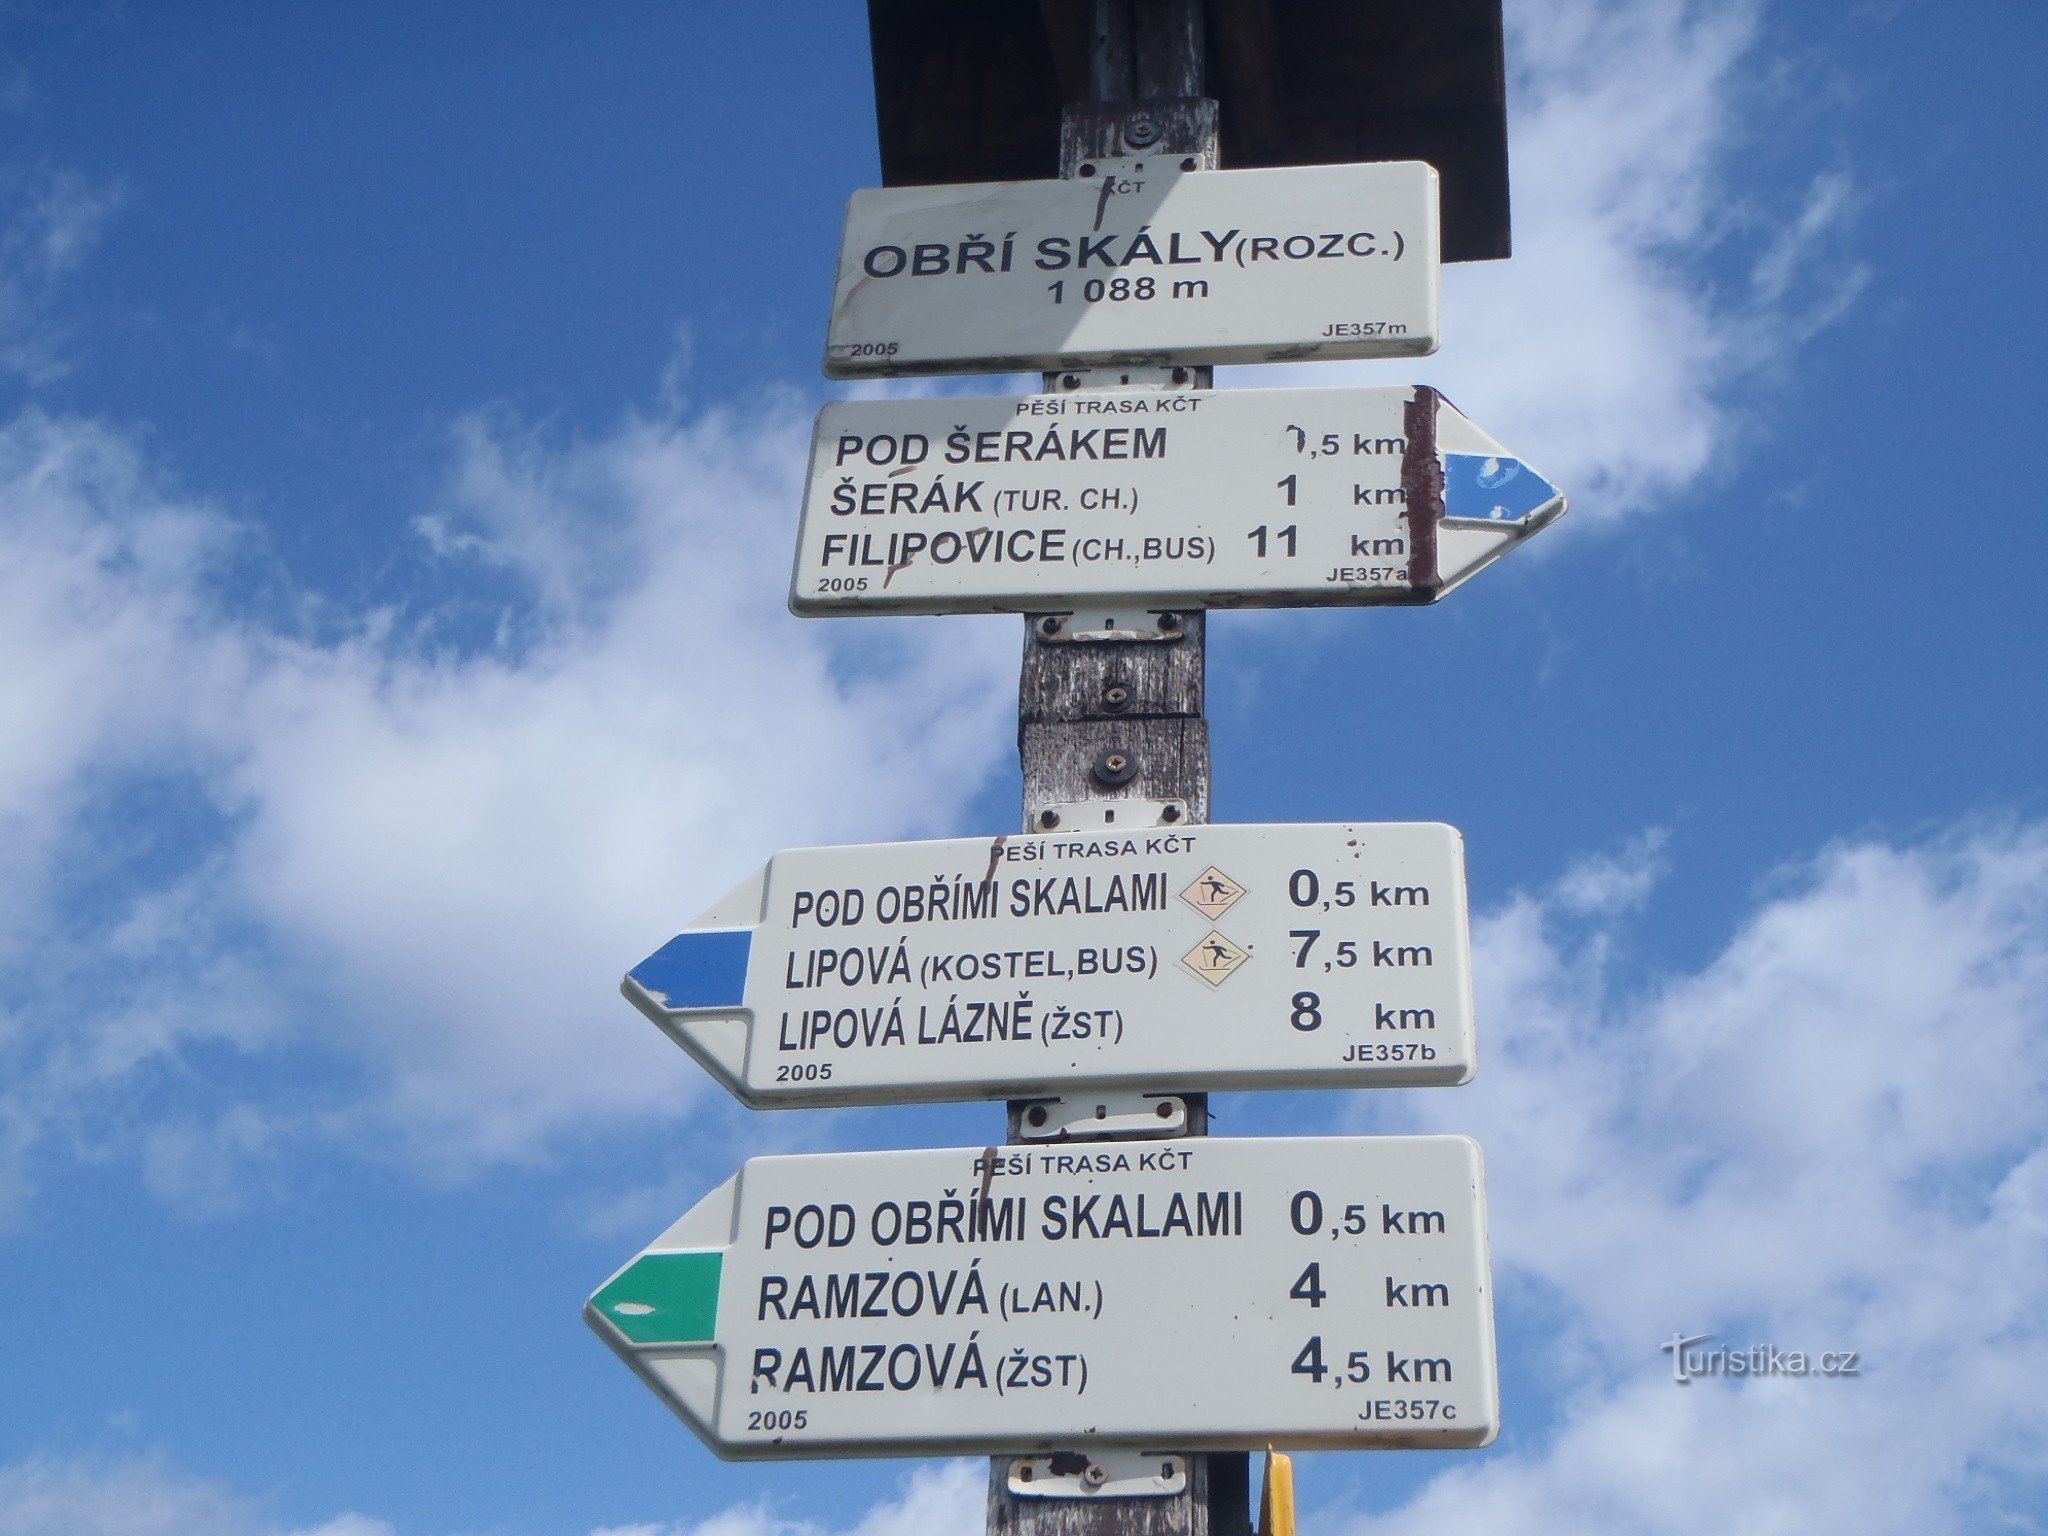 KČT
OBŘÍ SKÁLY (ROZC.)
1 088 m
2005 JE357m
PĚŠÍ TRASA KČT
POD ŠERÁKEM ,5 km
ŠERÁK (TUR. CH.) 1 km
FILIPOVICE (CH.,BUS) 11 km
2005 JE357a
PĚŠÍ TRASA KČT
POD OBŘÍMI SKALAMI 0,5 km
LIPOVÁ (KOSTEL,BUS) 7,5 km
LIPOVÁ LÁZNĚ (ŽST) 8 km
2005 JE357b
PĚŠÍ TRASA KČT
POD OBŘÍMI SKALAMI 0,5 km
RAMZOVÁ (LAN.) 4 km
RAMZOVÁ (ŽST) 4,5 km
2005 JE357c
Turistika.cz